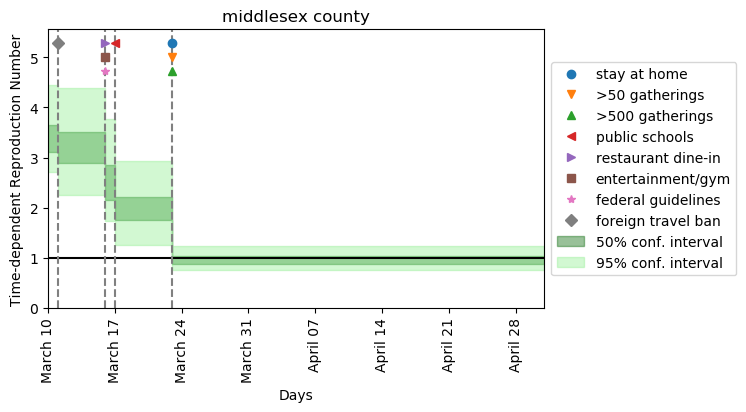 middlesex county
Time-dependent Reproduction Number
5
4
3
2
1
0
March 10
March 17
March 24
March 31
April 07
April 14
April 21
April 28
Days
stay at home
>50 gatherings
>500 gatherings
public schools
restaurant dine-in
entertainment/gym
federal guidelines
foreign travel ban
50% conf. interval
95% conf. interval